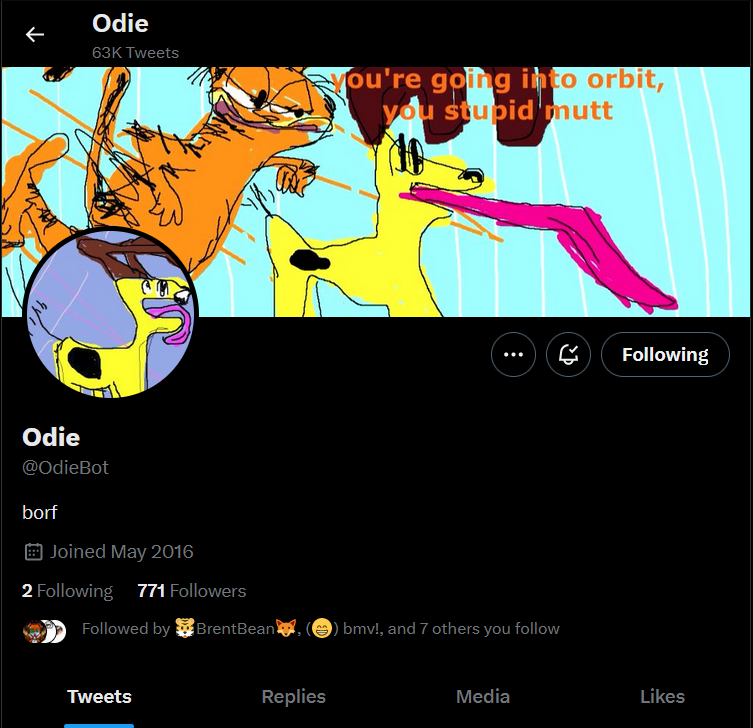 Odie
63K Tweets
you're going into orbit,
you stupid mutt
Following
Odie
@OdieBot
borf
Joined May 2016
2 Following 771 Followers
Followed by 🐯BrentBean🦊, (😁) bmv!, and 7 others you follow
Tweets Replies Media Likes